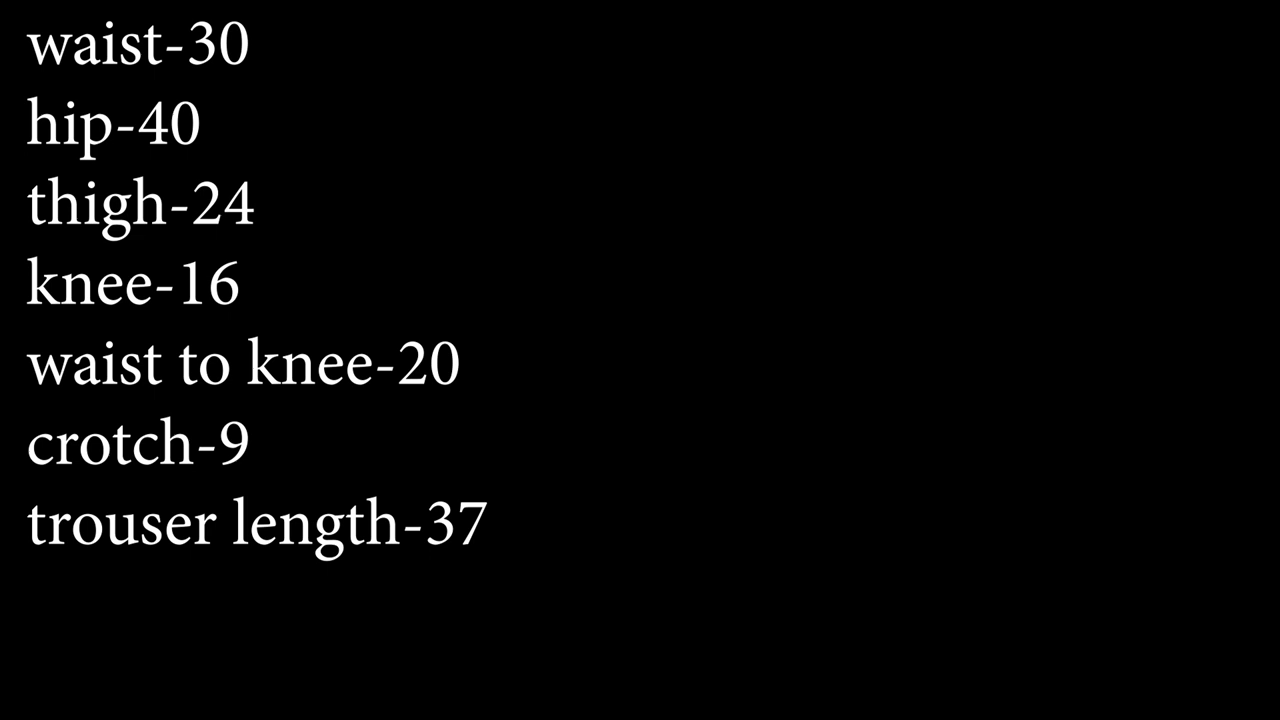 waist-30
hip-40
thigh-24
knee-16
waist to knee-20
crotch-9
trouser length-37